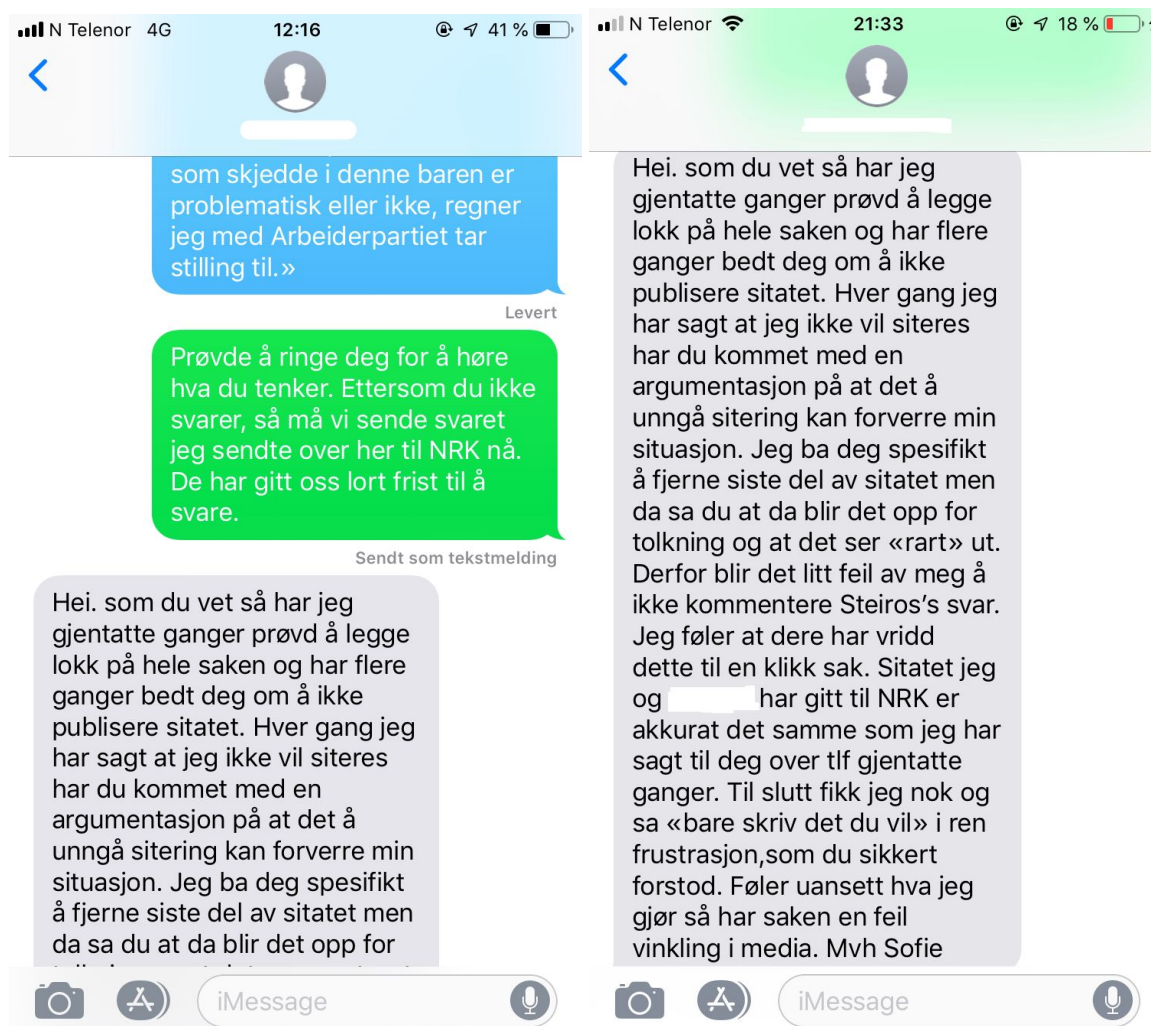 N Telenor 4G 12:16 41 %
som skjedde i denne baren er
problematisk eller ikke, regner
jeg med Arbeiderpartiet tar
stilling til.»
Levert
Prøvde å ringe deg for å høre
hva du tenker. Ettersom du ikke
svarer, så må vi sende svaret
jeg sendte over her til NRK nå.
De har gitt oss lort frist til å
svare.
Sendt som tekstmelding
Hei. som du vet så har jeg
gjentatte ganger prøvd å legge
lokk på hele saken og har flere
ganger bedt deg om å ikke
publisere sitatet. Hver gang jeg
har sagt at jeg ikke vil siteres
har du kommet med en
argumentasjon på at det å
unngå sitering kan forverre min
situasjon. Jeg ba deg spesifikt
å fjerne siste del av sitatet men
da sa du at da blir det opp for
iMessage
N Telenor 21:33 18 %
Hei. som du vet så har jeg
gjentatte ganger prøvd å legge
lokk på hele saken og har flere
ganger bedt deg om å ikke
publisere sitatet. Hver gang jeg
har sagt at jeg ikke vil siteres
har du kommet med en
argumentasjon på at det å
unngå sitering kan forverre min
situasjon. Jeg ba deg spesifikt
å fjerne siste del av sitatet men
da sa du at da blir det opp for
tolkning og at det ser «rart» ut.
Derfor blir det litt feil av meg å
ikke kommentere Steiros's svar.
Jeg føler at dere har vridd
dette til en klikk sak. Sitatet jeg
og har gitt til NRK er
akkurat det samme som jeg har
sagt til deg over tlf gjentatte
ganger. Til slutt fikk jeg nok og
sa «bare skriv det du vil» i ren
frustrasjon,som du sikkert
forstod. Føler uansett hva jeg
gjør så har saken en feil
vinkling i media. Mvh Sofie
iMessage